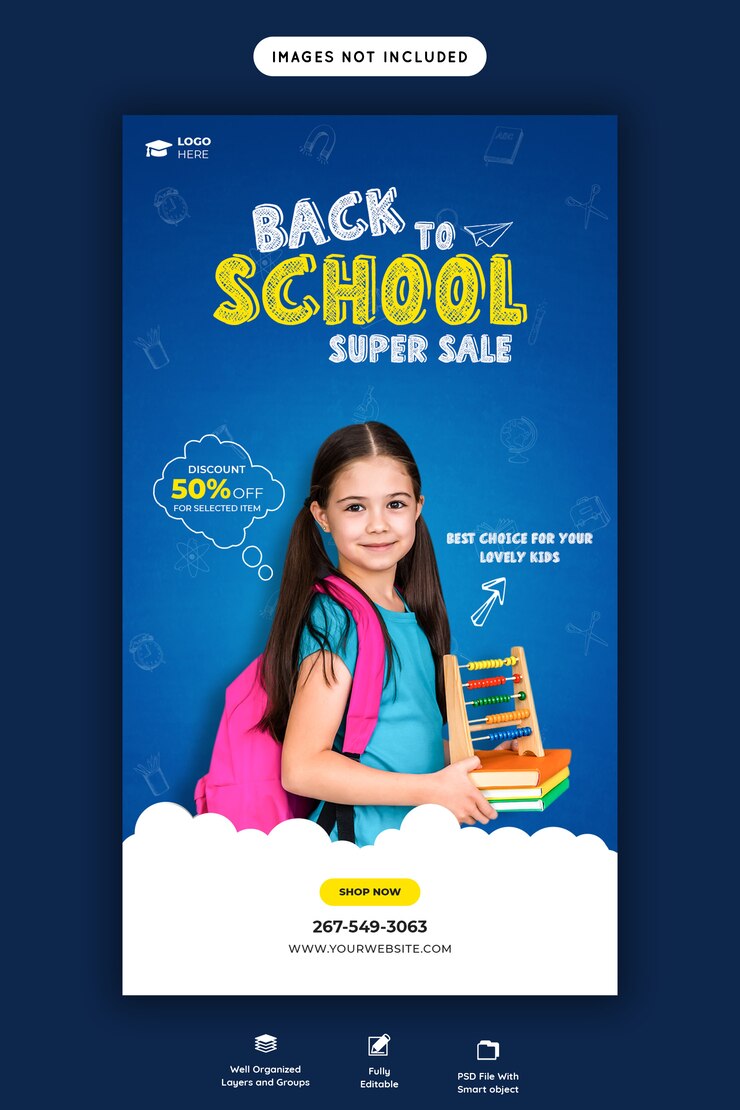 IMAGES NOT INCLUDED
LOGO
HERE
ABC
BACK TO
SCHOOL
SUPER SALE
DISCOUNT
50% OFF
FOR SELECTED ITEM
BEST CHOICE FOR YOUR
LOVELY KIDS
SHOP NOW
267-549-3063
WWW.YOURWEBSITE.COM
Well Organized
Layers and Groups
Fully
Editable
PSD File With
Smart object